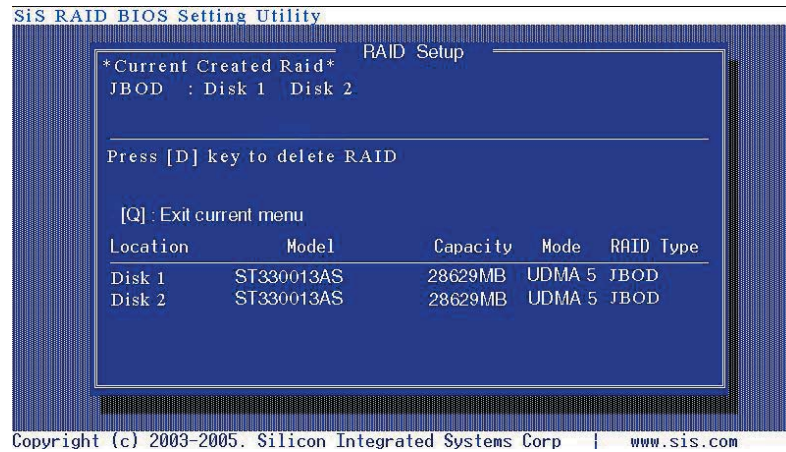 SiS RAID BIOS Setting Utility
RAID Setup
*Current Created Raid*
JBOD : Disk 1 Disk 2
Press [D] key to delete RAID
[Q] : Exit current menu
Location Model Capacity Mode RAID Type
Disk 1 ST330013AS 28629MB UDMA 5 JBOD
Disk 2 ST330013AS 28629MB UDMA 5 JBOD
Copyright (c) 2003-2005. Silicon Integrated Systems Corp | www.sis.com